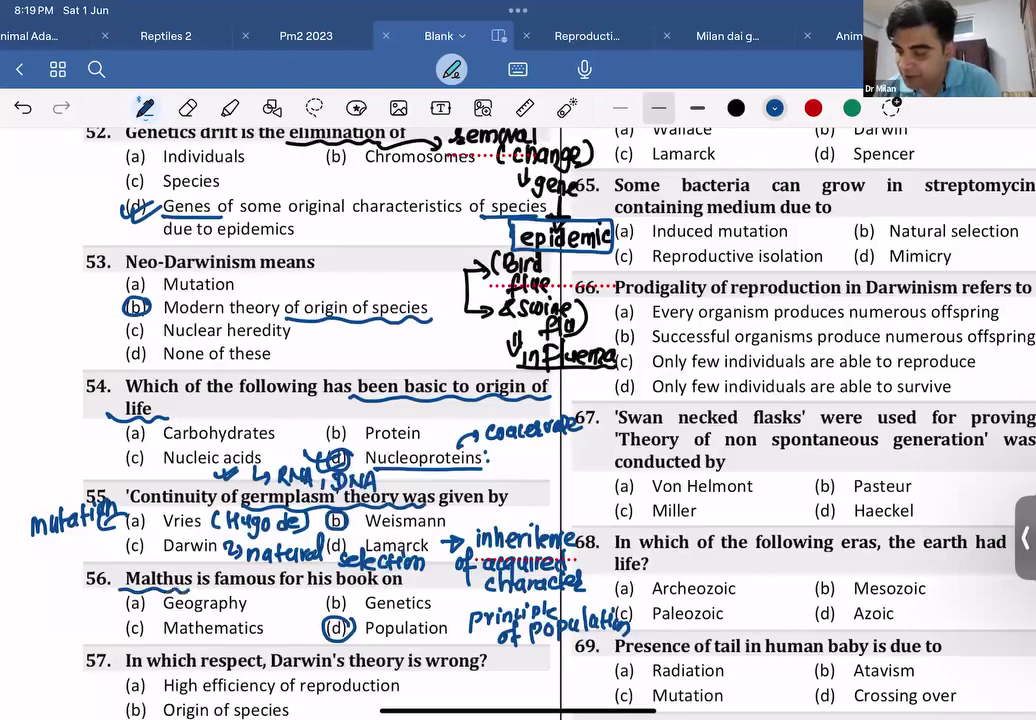 8:19 PM Sat 1 Jun
nimal Ada...
Reptiles 2
Pm2 2023
Blank
Reproducti...
Milan dai g...
Anim
Dr Milan
52. Genetics drift is the elimination of
removal
(change)
(a) Individuals (b) Chromosomes
(c) Species
gene
(d) Genes of some original characteristics of species
due to epidemics
epidemic
53. Neo-Darwinism means
(a) Mutation
(b) Modern theory of origin of species
(c) Nuclear heredity
(d) None of these
(Bird
flue
& swine
flu)
influenza
54. Which of the following has been basic to origin of
life
(a) Carbohydrates (b) Protein
coacervate
(c) Nucleic acids (d) Nucleoproteins:
RNA, DNA
55. 'Continuity of germplasm' theory was given by
mutation
(a) Vries (Hugo de) (b) Weismann
(c) Darwin (d) Lamarck
natural selection
inheritence
of acquired
character
56. Malthus is famous for his book on
(a) Geography (b) Genetics
(c) Mathematics (d) Population
principle
of population
57. In which respect, Darwin's theory is wrong?
(a) High efficiency of reproduction
(b) Origin of species
(a) Wallace (b) Darwin
(c) Lamarck (d) Spencer
65. Some bacteria can grow in streptomycin
containing medium due to
(a) Induced mutation (b) Natural selection
(c) Reproductive isolation (d) Mimicry
66. Prodigality of reproduction in Darwinism refers to
(a) Every organism produces numerous offspring
(b) Successful organisms produce numerous offspring
(c) Only few individuals are able to reproduce
(d) Only few individuals are able to survive
67. 'Swan necked flasks' were used for proving
'Theory of non spontaneous generation' was
conducted by
(a) Von Helmont (b) Pasteur
(c) Miller (d) Haeckel
68. In which of the following eras, the earth had
life?
(a) Archeozoic (b) Mesozoic
(c) Paleozoic (d) Azoic
69. Presence of tail in human baby is due to
(a) Radiation (b) Atavism
(c) Mutation (d) Crossing over